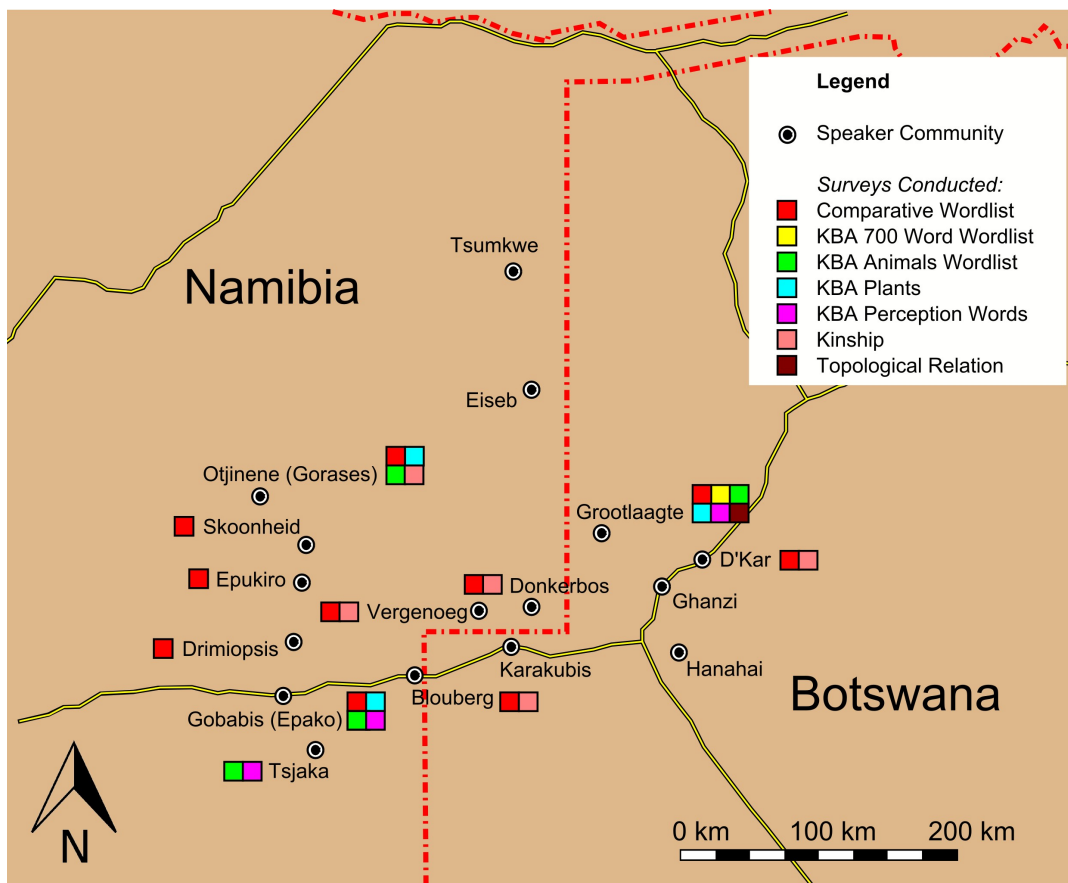 Legend
Speaker Community
Surveys Conducted:
Comparative Wordlist
KBA 700 Word Wordlist
KBA Animals Wordlist
KBA Plants
KBA Perception Words
Kinship
Topological Relation
Tsumkwe
Namibia
Eiseb
Otjinene (Gorases)
Grootlaagte
Skoonheid
D'Kar
Epukiro
Donkerbos
Ghanzi
Vergenoeg
Drimiopsis
Karakubis
Hanahai
Blouberg
Botswana
Gobabis (Epako)
Tsjaka
N
0 km 100 km 200 km